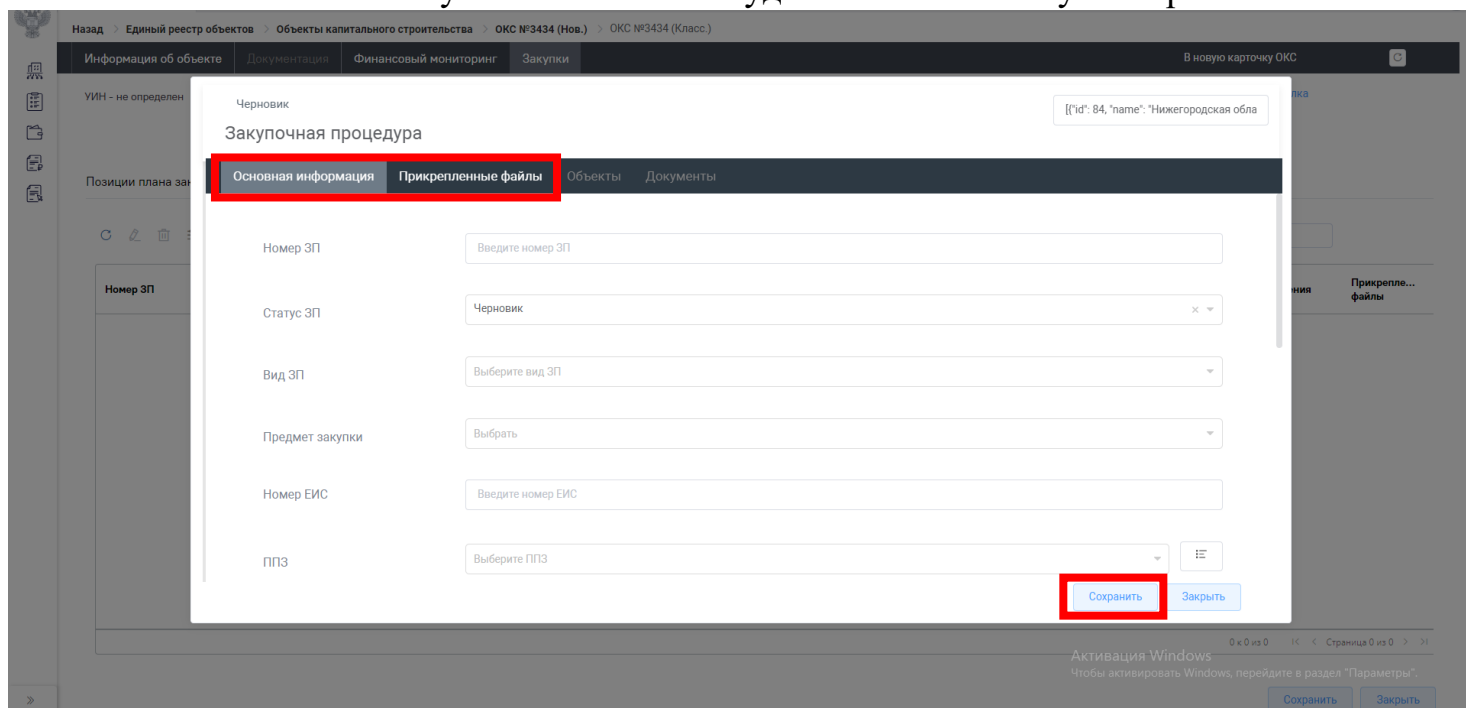 Назад > Единый реестр объектов > Объекты капитального строительства > ОКС №3434 (Нов.) > ОКС №3434 (Класс.)
Информация об объекте Документация Финансовый мониторинг Закупки В новую карточку ОКС
УИН - не определен
Черновик
[{"id": 84, "name": "Нижегородская обла
Закупочная процедура
Позиции плана зак
Основная информация Прикрепленные файлы Объекты Документы
Номер ЗП Введите номер ЗП
Номер ЗП
Прикрепле...
файлы
Статус ЗП Черновик
Вид ЗП Выберите вид ЗП
Предмет закупки Выбрать
Номер ЕИС Введите номер ЕИС
ППЗ Выберите ППЗ
Сохранить Закрыть
0 к 0 из 0 Страница 0 из 0
Активация Windows
Чтобы активировать Windows, перейдите в раздел "Параметры".
Сохранить Закрыть